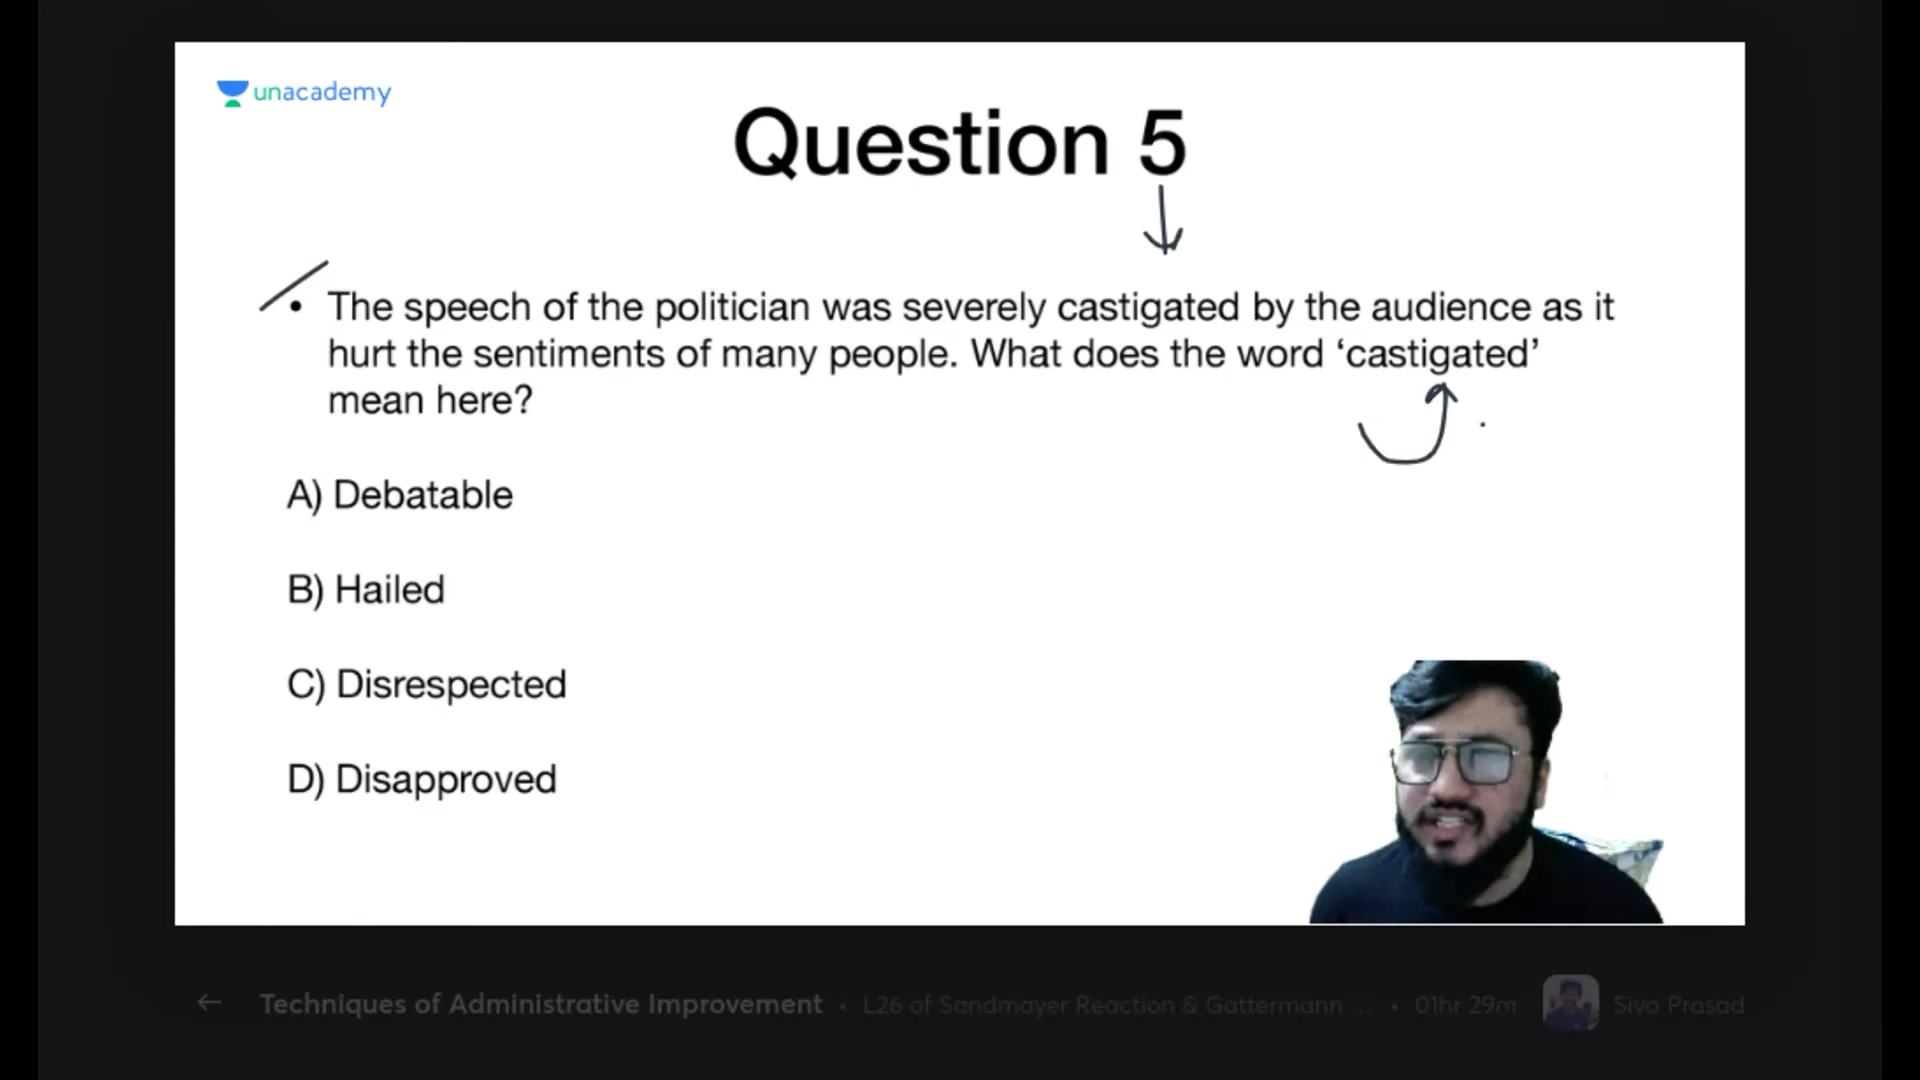 unacademy
Question 5
• The speech of the politician was severely castigated by the audience as it
hurt the sentiments of many people. What does the word ‘castigated’
mean here?
A) Debatable
B) Hailed
C) Disrespected
D) Disapproved
← Techniques of Administrative Improvement • L26 of Sandmayer Reaction & Gattermann ... • 01hr 29m Siva Prasad